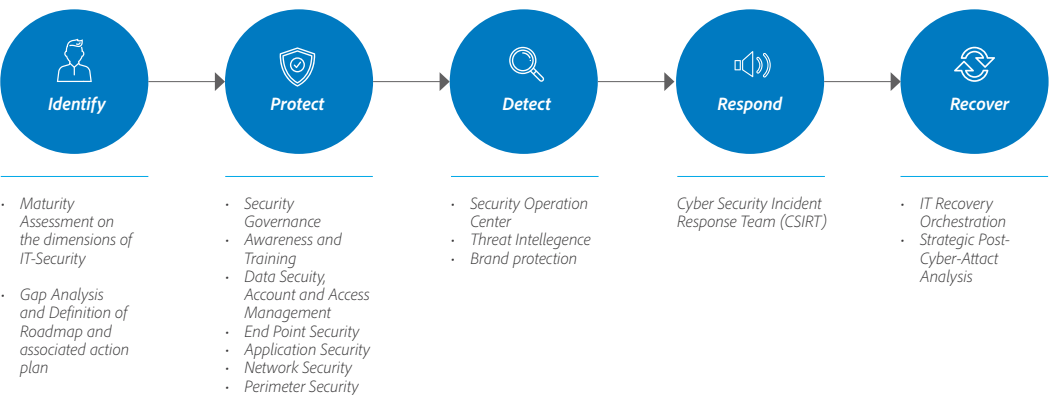 Identify
Protect
Detect
Respond
Recover
• Maturity
Assessment on
the dimensions of
IT-Security
• Gap Analysis
and Definition of
Roadmap and
associated action
plan
• Security
Governance
• Awareness and
Training
• Data Secuity,
Account and Access
Management
• End Point Security
• Application Security
• Network Security
• Perimeter Security
• Security Operation
Center
• Threat Intellegence
• Brand protection
Cyber Security Incident
Response Team (CSIRT)
• IT Recovery
Orchestration
• Strategic Post-
Cyber-Attact
Analysis